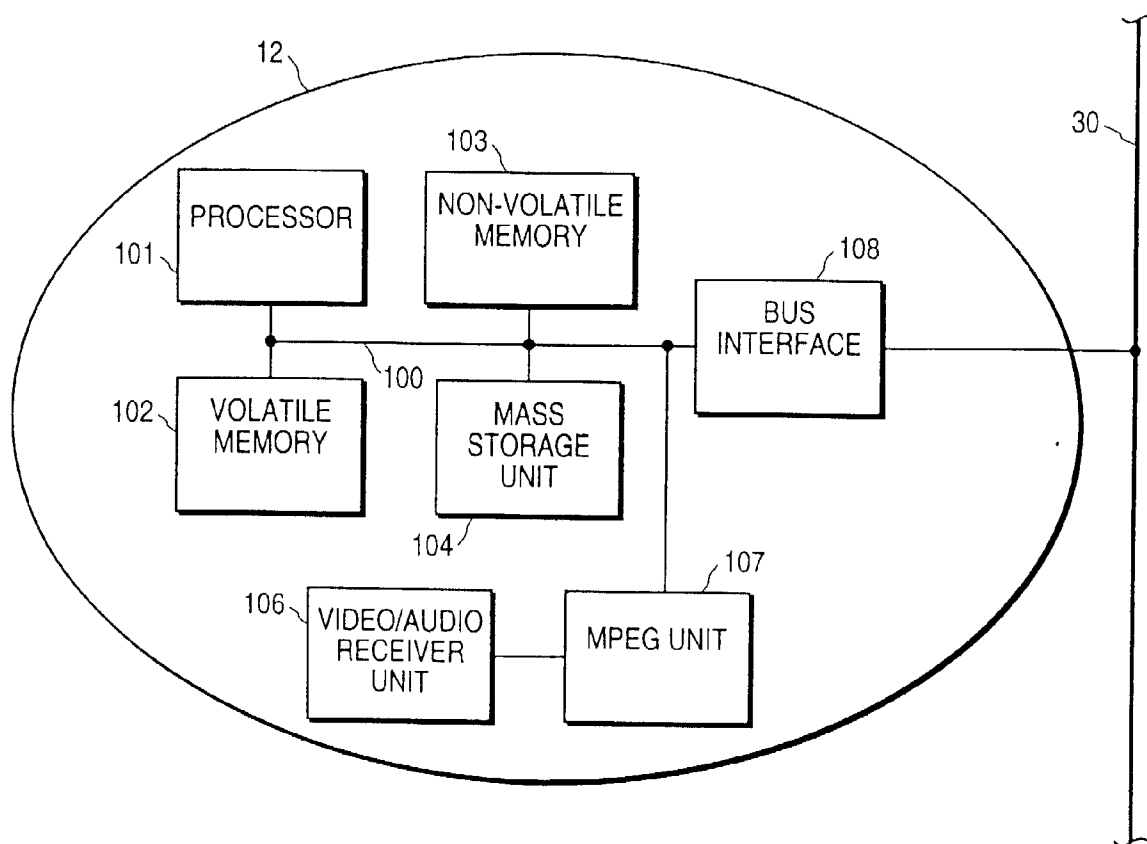 12
30
103
PROCESSOR
NON-VOLATILE
MEMORY
101
108
BUS
INTERFACE
100
102
VOLATILE
MEMORY
MASS
STORAGE
UNIT
104
107
106
VIDEO/AUDIO
RECEIVER
UNIT
MPEG UNIT